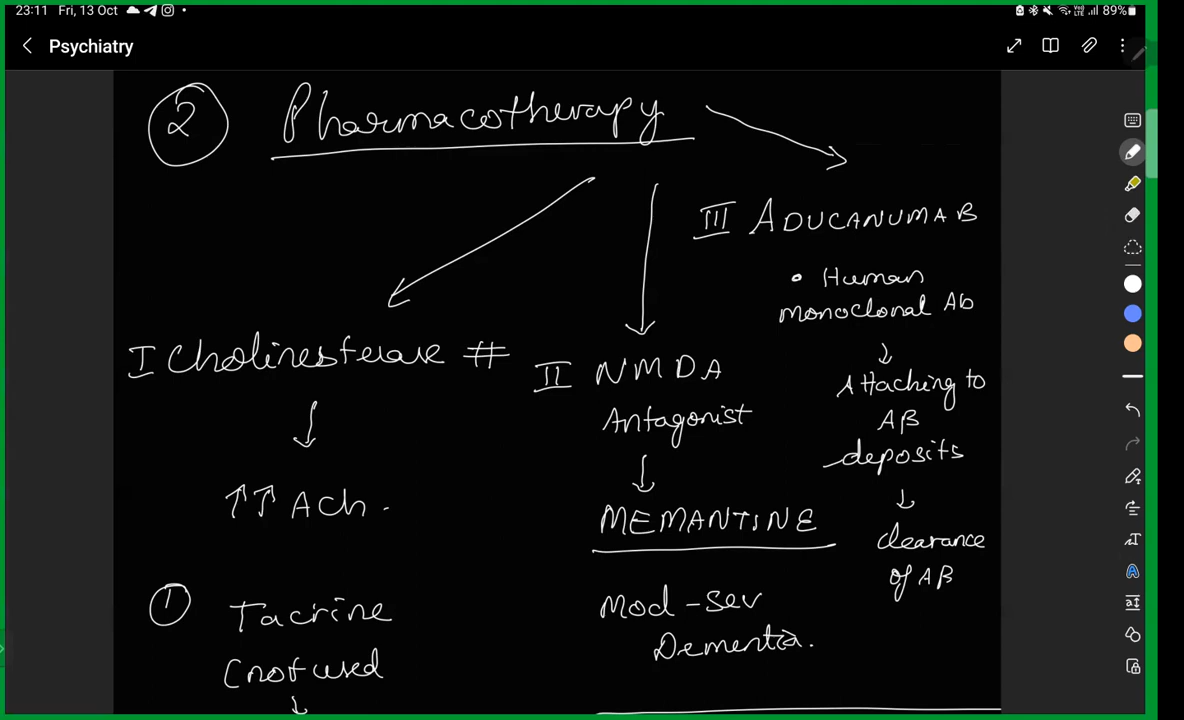 23:11 Fri, 13 Oct
89%
Psychiatry
2 Pharmacotherapy
I Cholinesterase #
↓
↑↑ Ach.
1 Tacrine
(not used
↓
II NMDA
Antagonist
↓
MEMANTINE
Mod-sev
Dementia.
III ADUCANUMAB
• Human
monoclonal Ab
↓
Attaching to
Aβ
deposits
↓
clearance
of Aβ